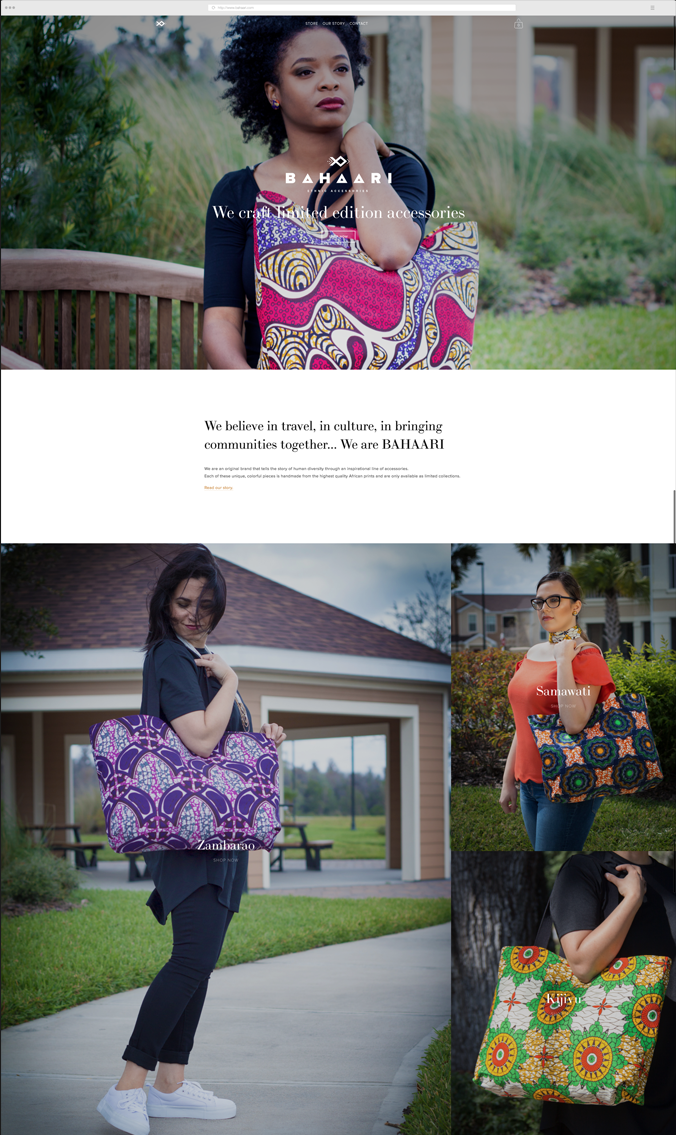 STORE OUR STORY CONTACT
BAHAARI
ETHNIC ACCESSORIES
We craft limited edition accessories
We believe in travel, in culture, in bringing
communities together... We are BAHAARI
We are an original brand that tells the story of human diversity through an inspirational line of accessories.
Each of these unique, colorful pieces is handmade from the highest quality African prints and are only available as limited collections.
Read our story.
Samawati
SHOP NOW
Zambarao
SHOP NOW
Kijiyu